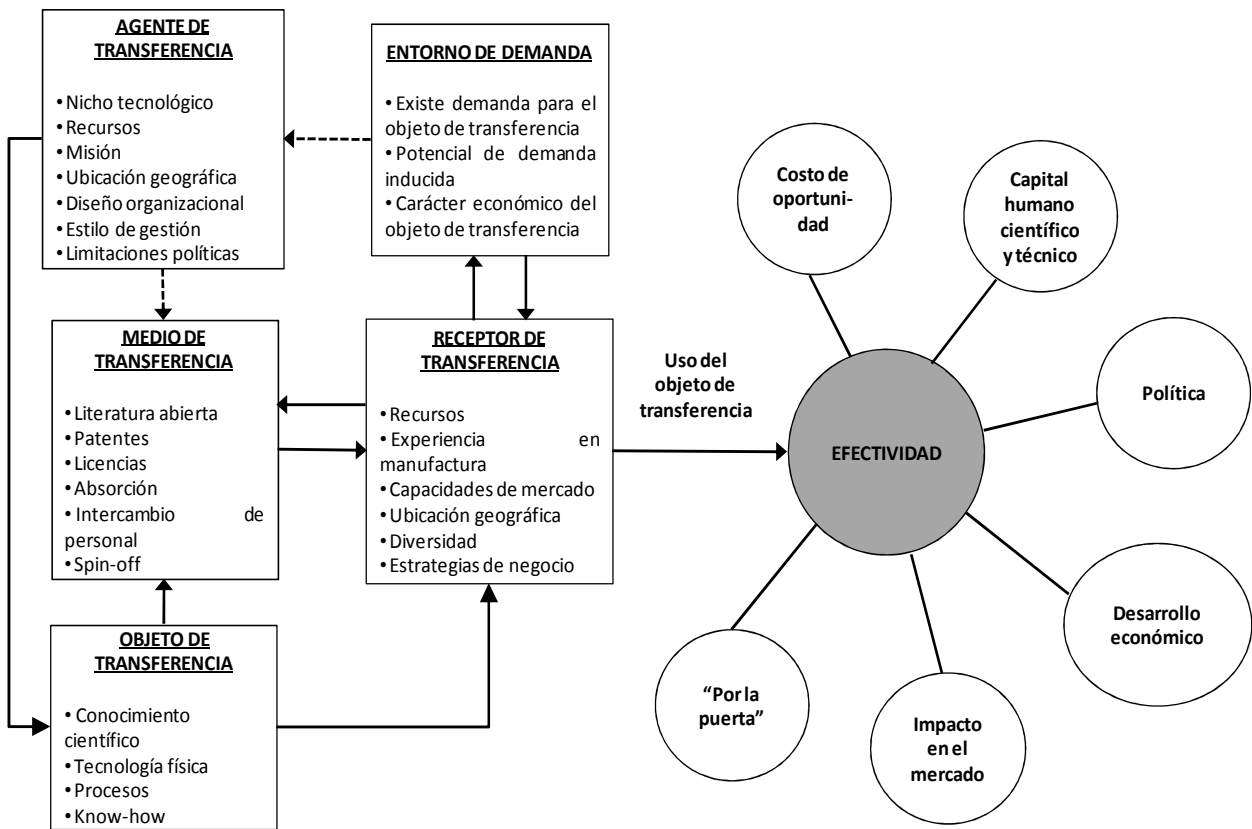 AGENTE DE
TRANSFERENCIA
• Nicho tecnológico
• Recursos
• Misión
• Ubicación geográfica
• Diseño organizacional
• Estilo de gestión
• Limitaciones políticas
ENTORNO DE DEMANDA
• Existe demanda para el
objeto de transferencia
• Potencial de demanda
inducida
• Carácter económico del
objeto de transferencia
MEDIO DE
TRANSFERENCIA
• Literatura abierta
• Patentes
• Licencias
• Absorción
• Intercambio de
personal
• Spin-off
RECEPTOR DE
TRANSFERENCIA
• Recursos
• Experiencia en
manufactura
• Capacidades de mercado
• Ubicación geográfica
• Diversidad
• Estrategias de negocio
OBJETO DE
TRANSFERENCIA
• Conocimiento
científico
• Tecnología física
• Procesos
• Know-how
Uso del
objeto de
transferencia
EFECTIVIDAD
Costo de
oportuni-
dad
Capital
humano
científico
y técnico
Política
Desarrollo
económico
Impacto
en el
mercado
“Por la
puerta”